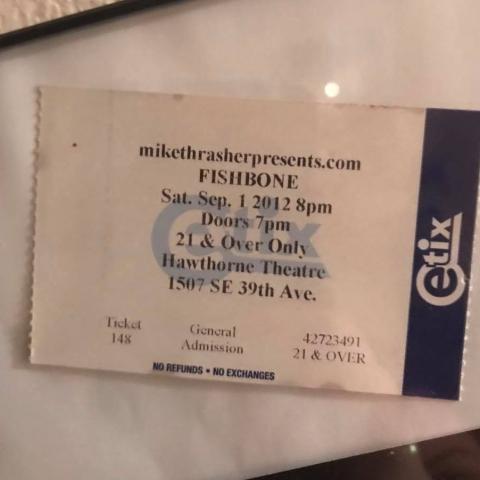 mikethrasherpresents.com
FISHBONE
Sat. Sep. 1 2012 8pm
Doors 7pm
21 & Over Only
Hawthorne Theatre
1507 SE 39th Ave.
Ticket
148
General
Admission
42723491
21 & OVER
NO REFUNDS • NO EXCHANGES
etix
etix